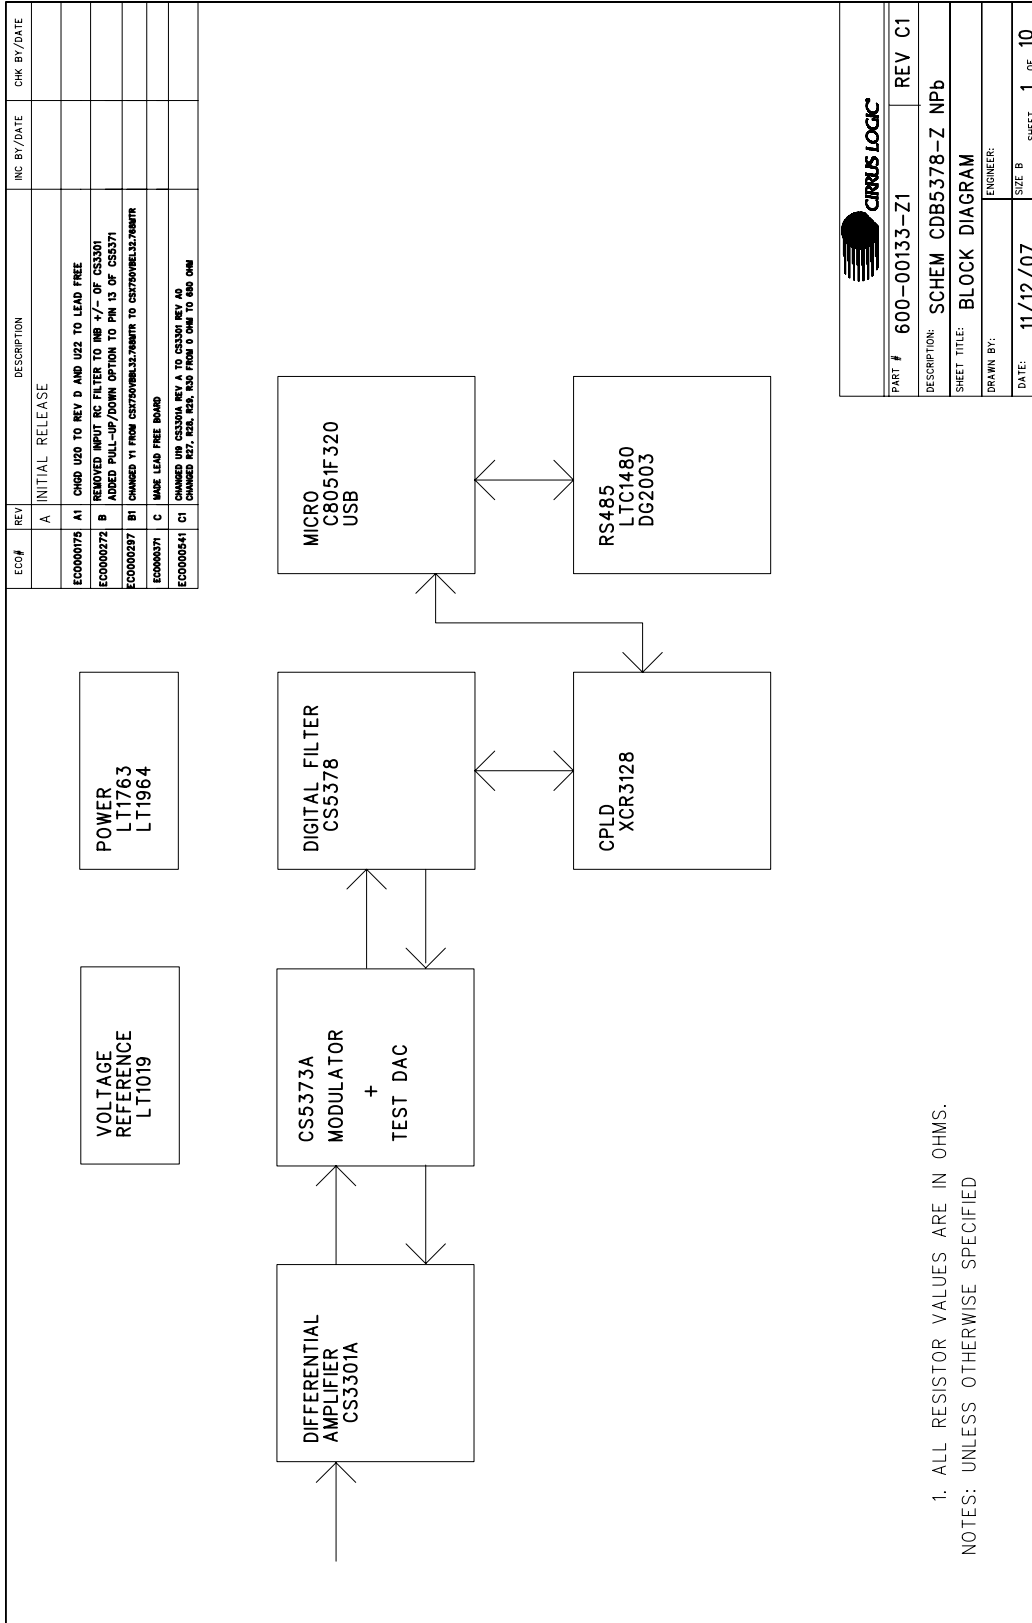 ECO#
REV
DESCRIPTION
INC BY/DATE
CHK BY/DATE
A
INITIAL RELEASE
ECO000175
A1
CHGD U20 TO REV D AND U22 TO LEAD FREE
ECO000272
B
REMOVED INPUT RC FILTER TO INB +/- OF CS3301
ADDED PULL-UP/DOWN OPTION TO PIN 13 OF CS5371
ECO000297
B1
CHANGED Y1 FROM CSX750VBBL32.768MTR TO CSX750VBEL32.768MTR
ECO000371
C
MADE LEAD FREE BOARD
ECO000541
C1
CHANGED U19 CS3301A REV A TO CS3301 REV A0
CHANGED R27, R28, R29, R30 FROM 0 OHM TO 680 OHM
VOLTAGE
REFERENCE
LT1019
POWER
LT1763
LT1964
DIFFERENTIAL
AMPLIFIER
CS3301A
CS5373A
MODULATOR
+
TEST DAC
DIGITAL FILTER
CS5378
MICRO
C8051F320
USB
CPLD
XCR3128
RS485
LTC1480
DG2003
1. ALL RESISTOR VALUES ARE IN OHMS.
NOTES: UNLESS OTHERWISE SPECIFIED
CIRRUS LOGIC®
PART #
600-00133-Z1
REV C1
DESCRIPTION:
SCHEM CDB5378-Z NPb
SHEET TITLE:
BLOCK DIAGRAM
DRAWN BY:
ENGINEER:
DATE:
11/12/07
SIZE B
SHEET 1 OF 10